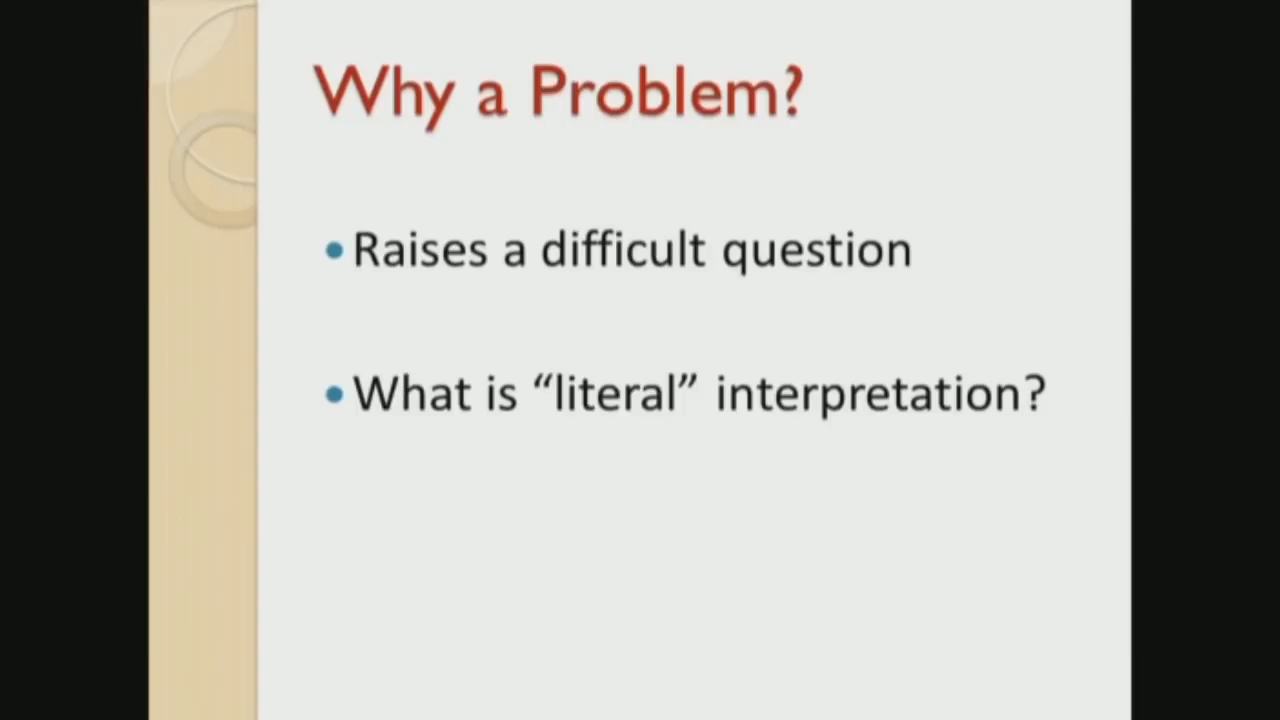 Why a Problem?
• Raises a difficult question
• What is “literal” interpretation?